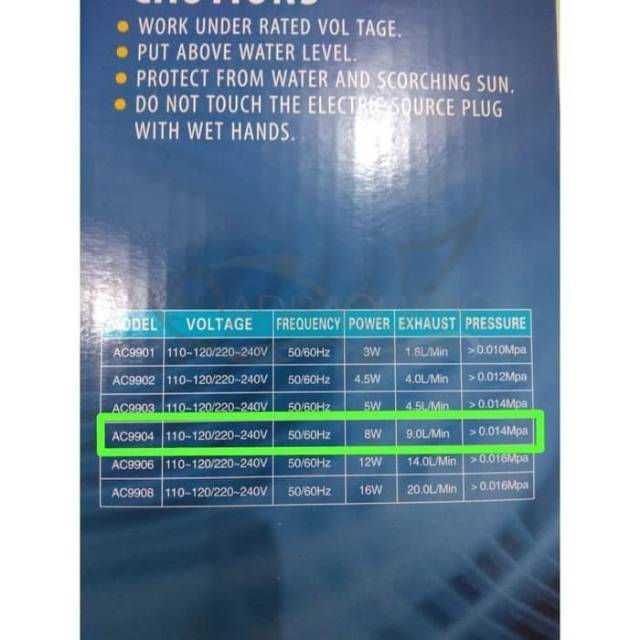 CAUTIONS
WORK UNDER RATED VOL TAGE.
PUT ABOVE WATER LEVEL.
PROTECT FROM WATER AND SCORCHING SUN.
DO NOT TOUCH THE ELECTRIC SOURCE PLUG
WITH WET HANDS.
MODEL VOLTAGE FREQUENCY POWER EXHAUST PRESSURE
AC9901 110~120/220~240V 50/60Hz 3W 1.8L/Min >0.010Mpa
AC9902 110~120/220~240V 50/60Hz 4.5W 4.0L/Min >0.012Mpa
AC9903 110~120/220~240V 50/60Hz 5W 4.5L/Min >0.014Mpa
AC9904 110~120/220~240V 50/60Hz 8W 9.0L/Min >0.014Mpa
AC9906 110~120/220~240V 50/60Hz 12W 14.0L/Min >0.016Mpa
AC9908 110~120/220~240V 50/60Hz 16W 20.0L/Min >0.016Mpa